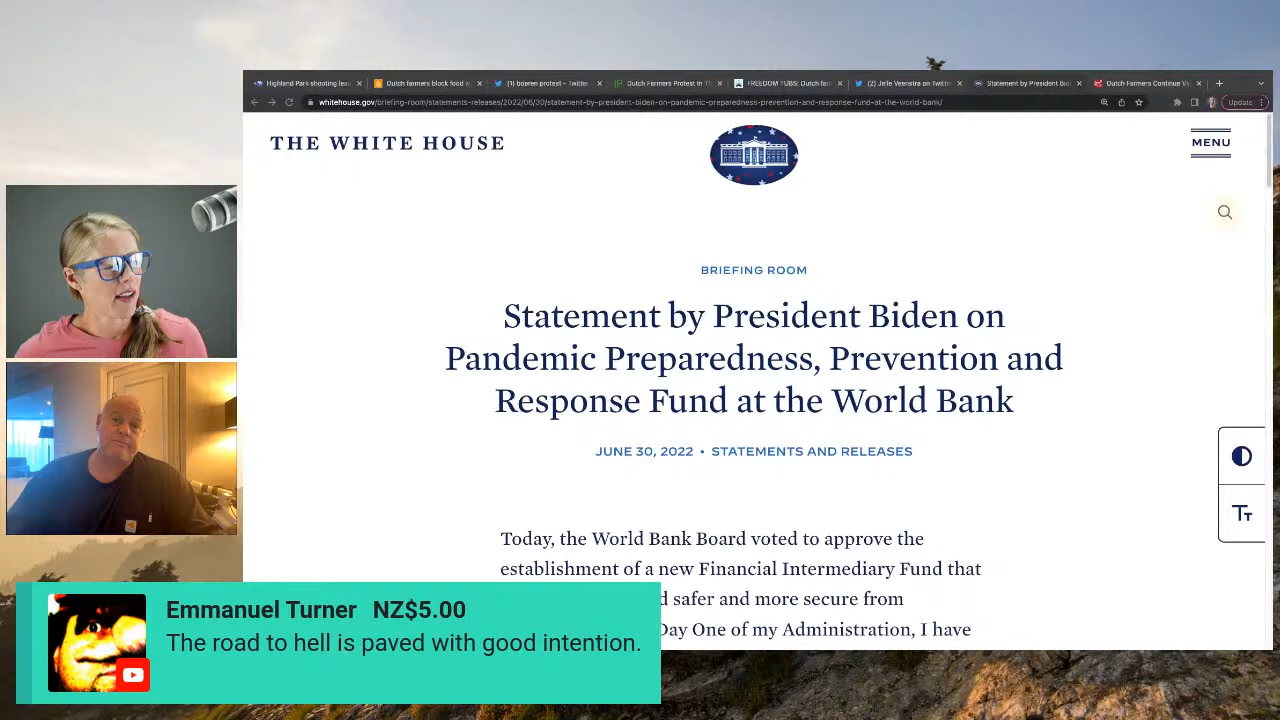 Highland Park shooting lea
Dutch farmers block food w
(1) boeren protest – Twitter
Dutch Farmers Protest In Th
FREEDOM TUBS: Dutch far
(2) Jelle Veenstra on Twitte
Statement by President Bid
Dutch Farmers Continue V
whitehouse.gov/briefing-room/statements-releases/2022/06/30/statement-by-president-biden-on-pandemic-preparedness-prevention-and-response-fund-at-the-world-bank/
Update
THE WHITE HOUSE
MENU
BRIEFING ROOM
Statement by President Biden on
Pandemic Preparedness, Prevention and
Response Fund at the World Bank
JUNE 30, 2022 • STATEMENTS AND RELEASES
Today, the World Bank Board voted to approve the
establishment of a new Financial Intermediary Fund that
d safer and more secure from
Day One of my Administration, I have
Tт
Emmanuel Turner NZ$5.00
The road to hell is paved with good intention.